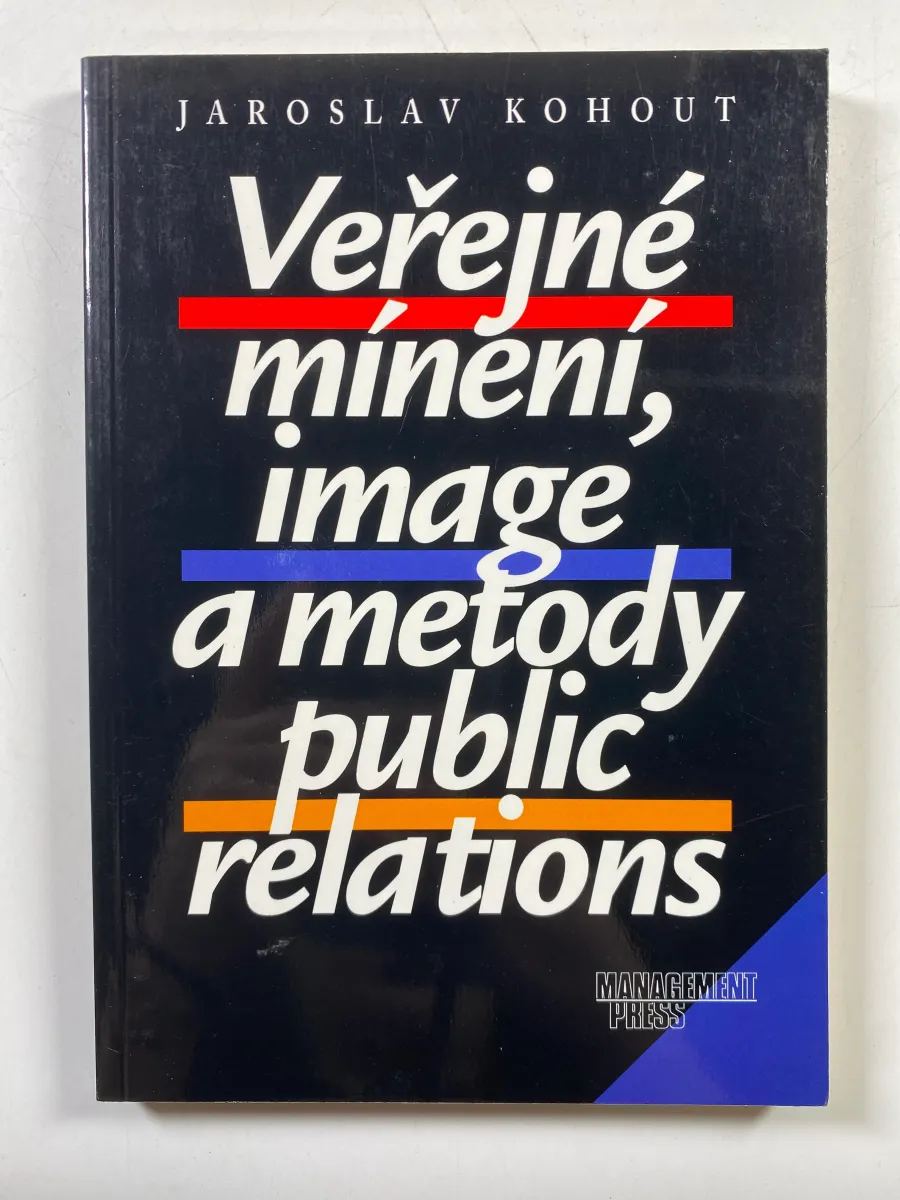 JAROSLAV KOHOUT
Veřejné
mínění,
image
a metody
public
relations
MANAGEMENT
PRESS